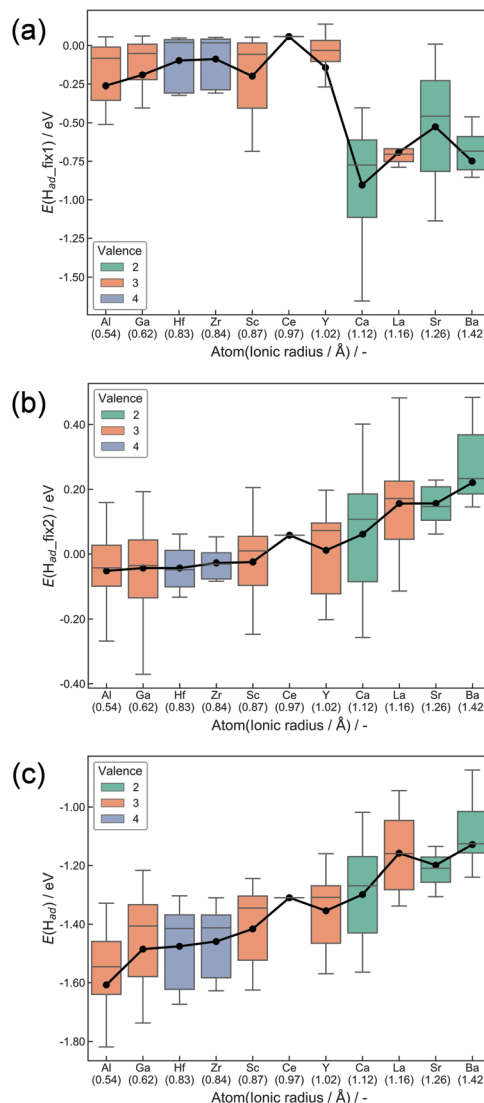 (a)
E(H_ad_fix1) / eV
0.00
-0.25
-0.50
-0.75
-1.00
-1.25
-1.50
Valence
2
3
4
Al Ga Hf Zr Sc Ce Y Ca La Sr Ba
(0.54) (0.62) (0.83) (0.84) (0.87) (0.97) (1.02) (1.12) (1.16) (1.26) (1.42)
Atom(Ionic radius / Å) / -
(b)
E(H_ad_fix2) / eV
0.40
0.20
0.00
-0.20
-0.40
Valence
2
3
4
Al Ga Hf Zr Sc Ce Y Ca La Sr Ba
(0.54) (0.62) (0.83) (0.84) (0.87) (0.97) (1.02) (1.12) (1.16) (1.26) (1.42)
Atom(Ionic radius / Å) / -
(c)
E(H_ad) / eV
-1.00
-1.20
-1.40
-1.60
-1.80
Valence
2
3
4
Al Ga Hf Zr Sc Ce Y Ca La Sr Ba
(0.54) (0.62) (0.83) (0.84) (0.87) (0.97) (1.02) (1.12) (1.16) (1.26) (1.42)
Atom(Ionic radius / Å) / -